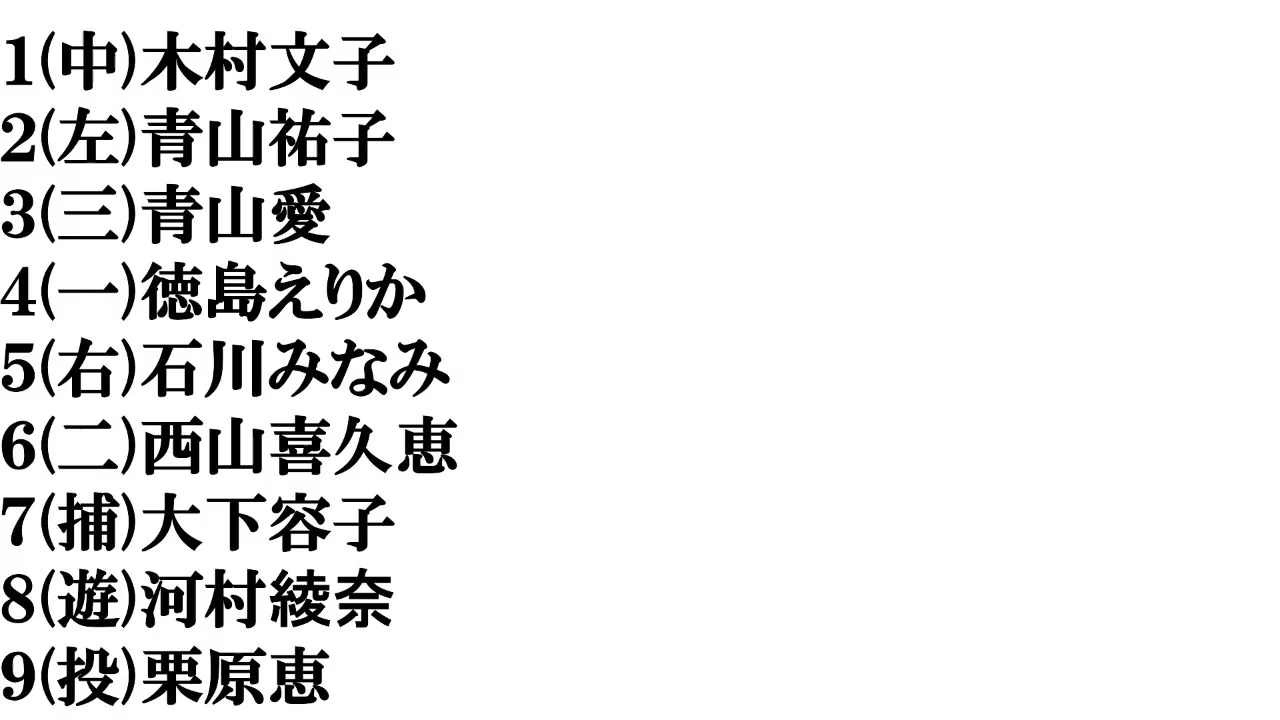 1(中)木村文子
2(左)青山祐子
3(三)青山愛
4(一)徳島えりか
5(右)石川みなみ
6(二)西山喜久恵
7(捕)大下容子
8(遊)河村綾奈
9(投)栗原恵